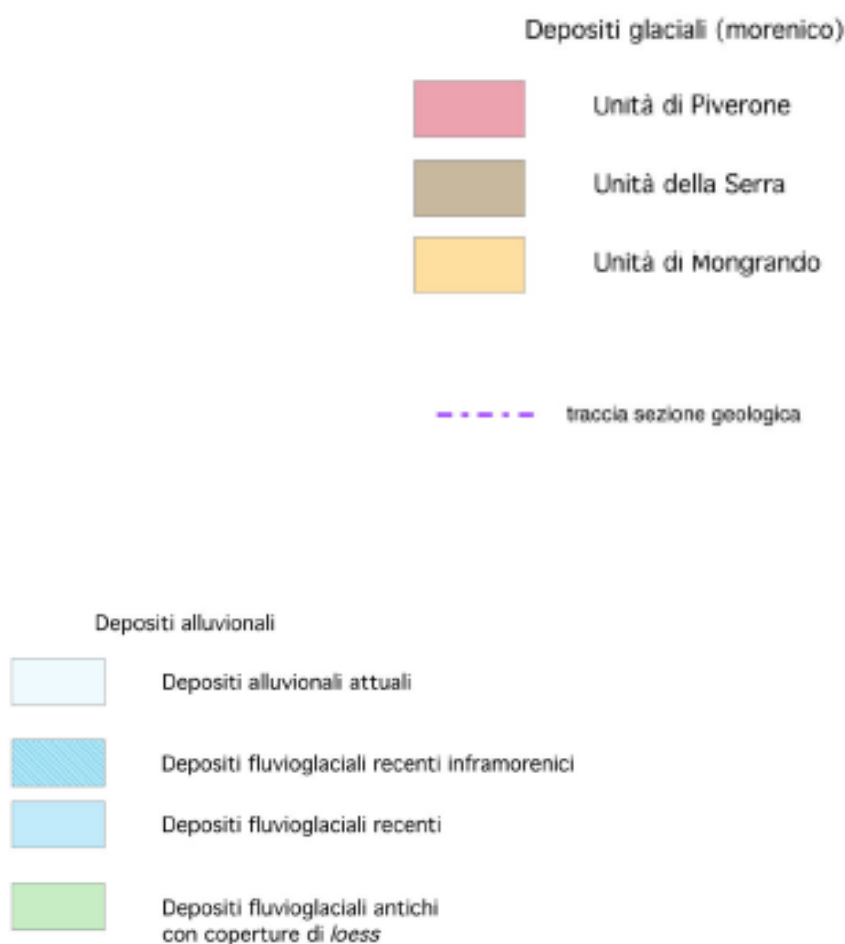 Depositi glaciali (morenico)
Unità di Piverone
Unità della Serra
Unità di Mongrando
traccia sezione geologica
Depositi alluvionali
Depositi alluvionali attuali
Depositi fluvioglaciali recenti inframorenici
Depositi fluvioglaciali recenti
Depositi fluvioglaciali antichi
con coperture di loess